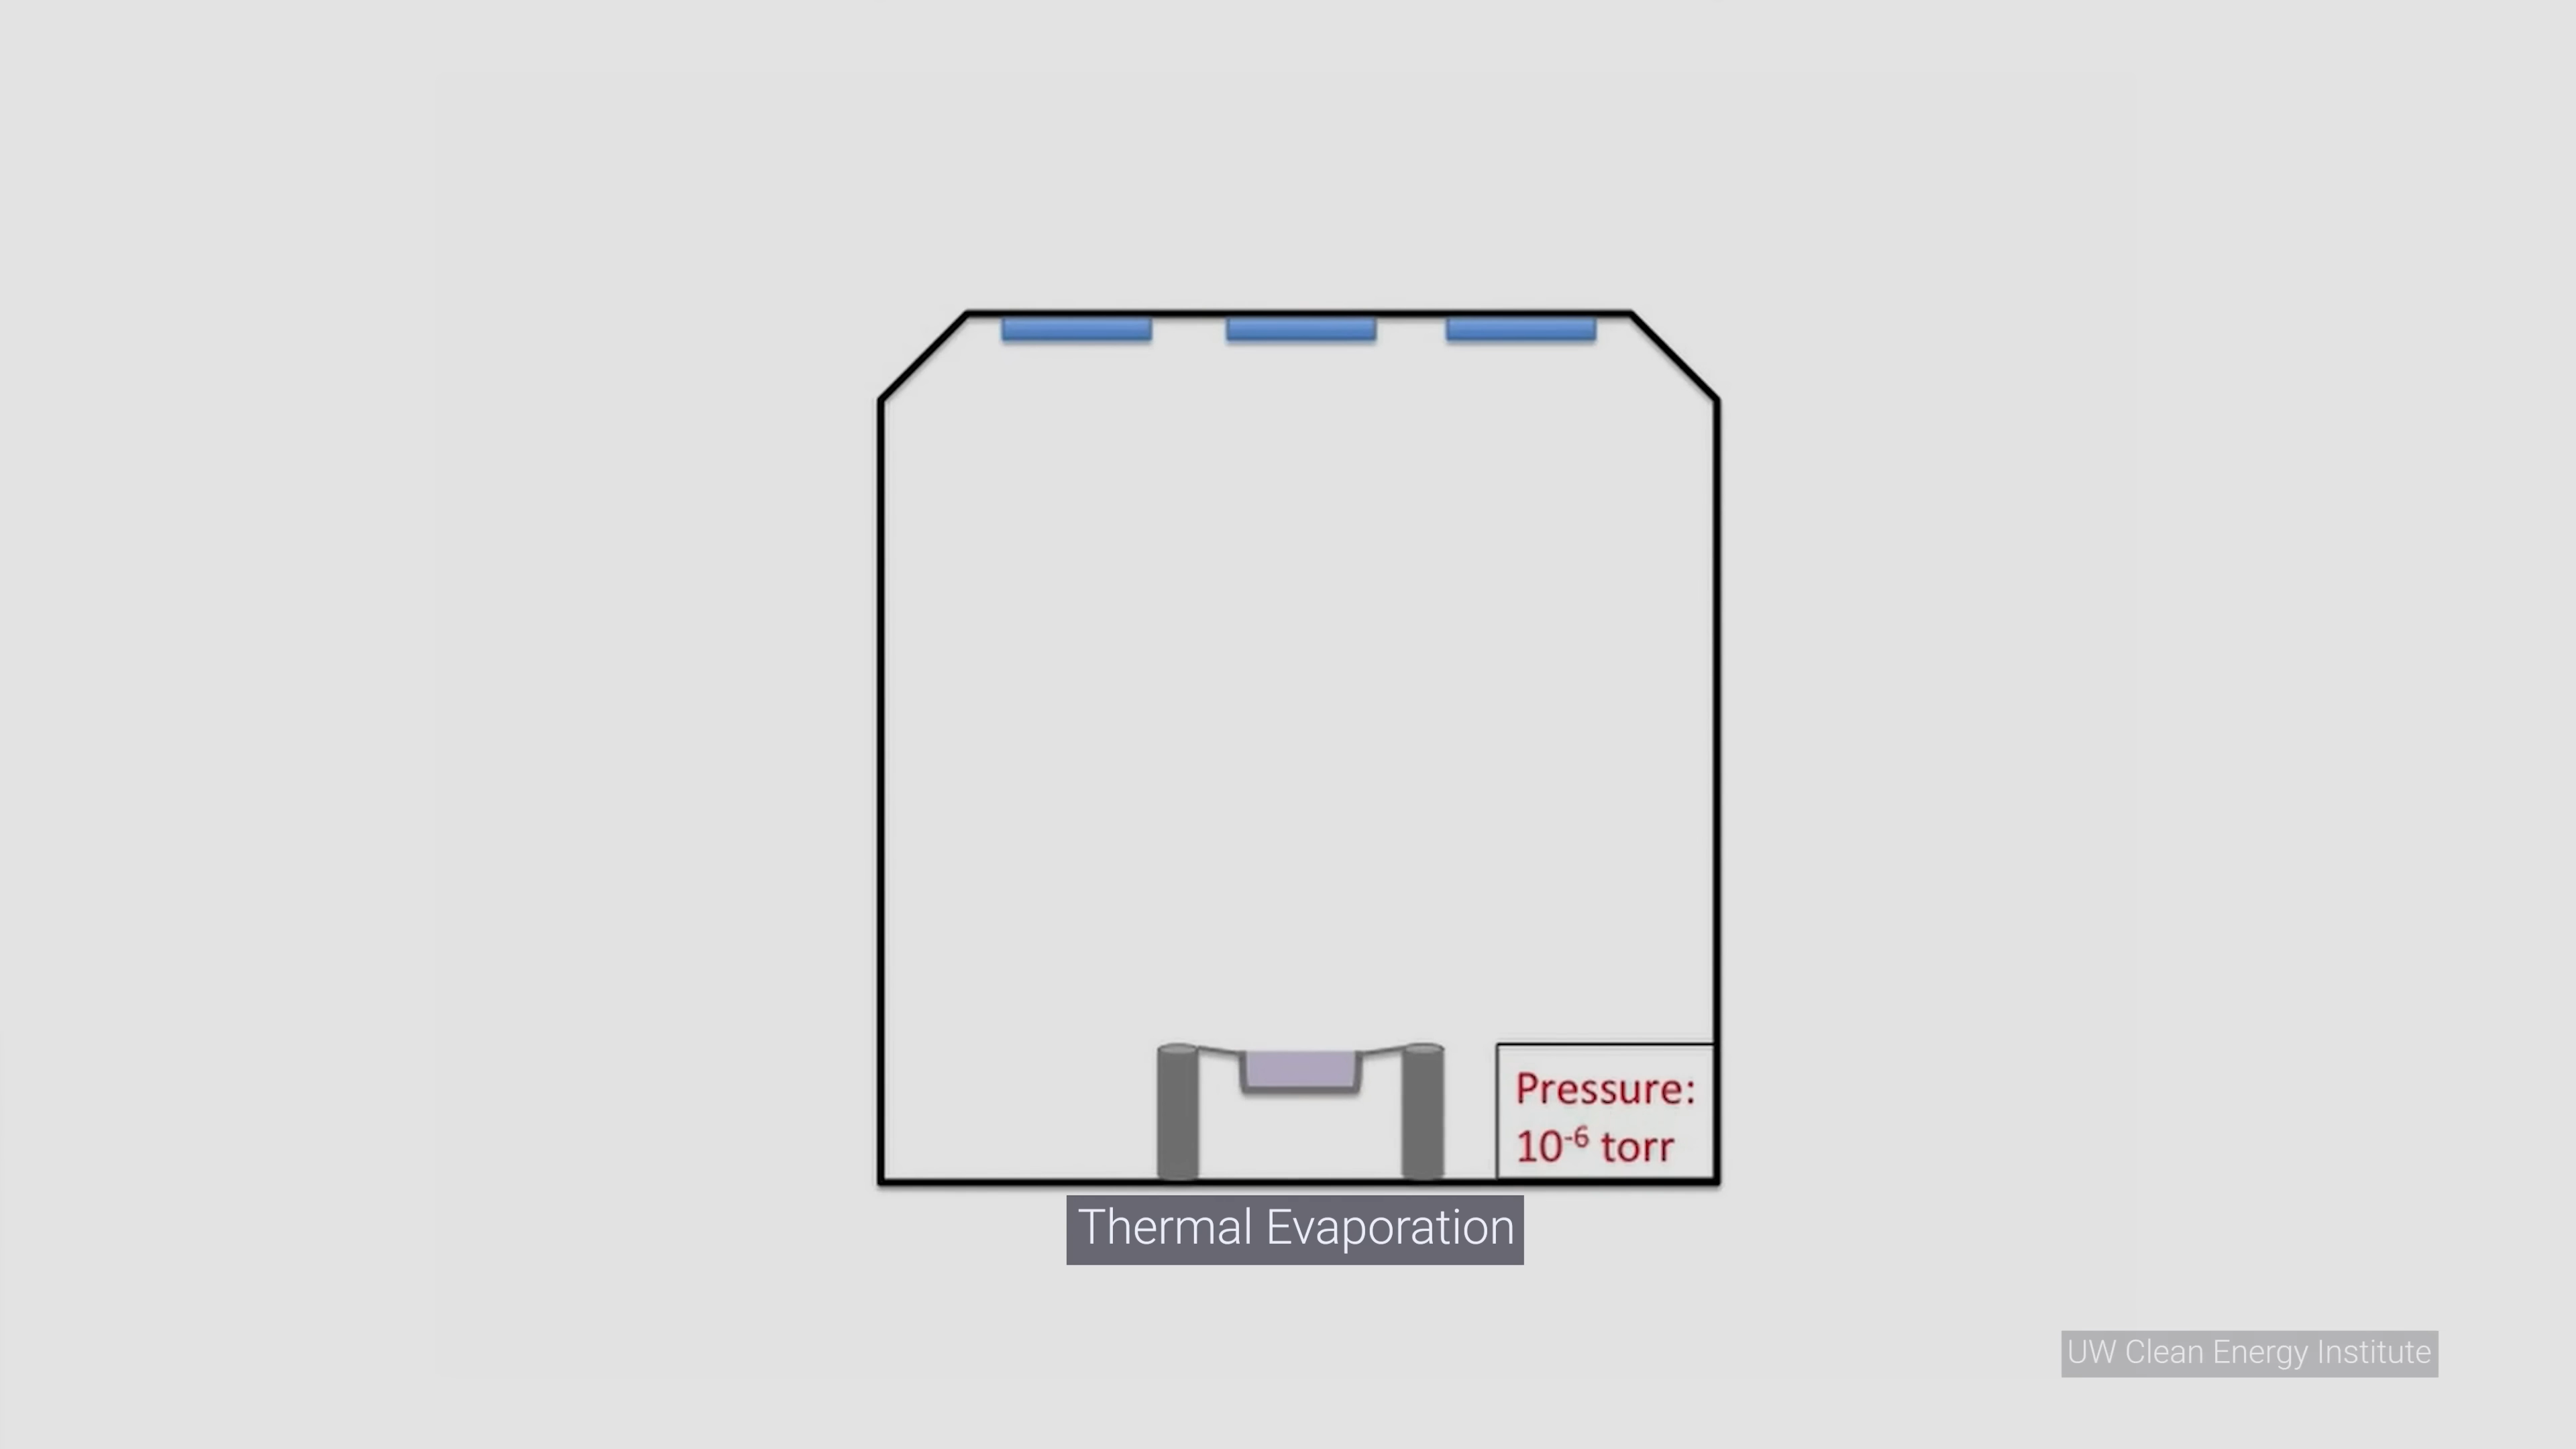 Pressure:
10⁻⁶ torr
Thermal Evaporation
UW Clean Energy Institute